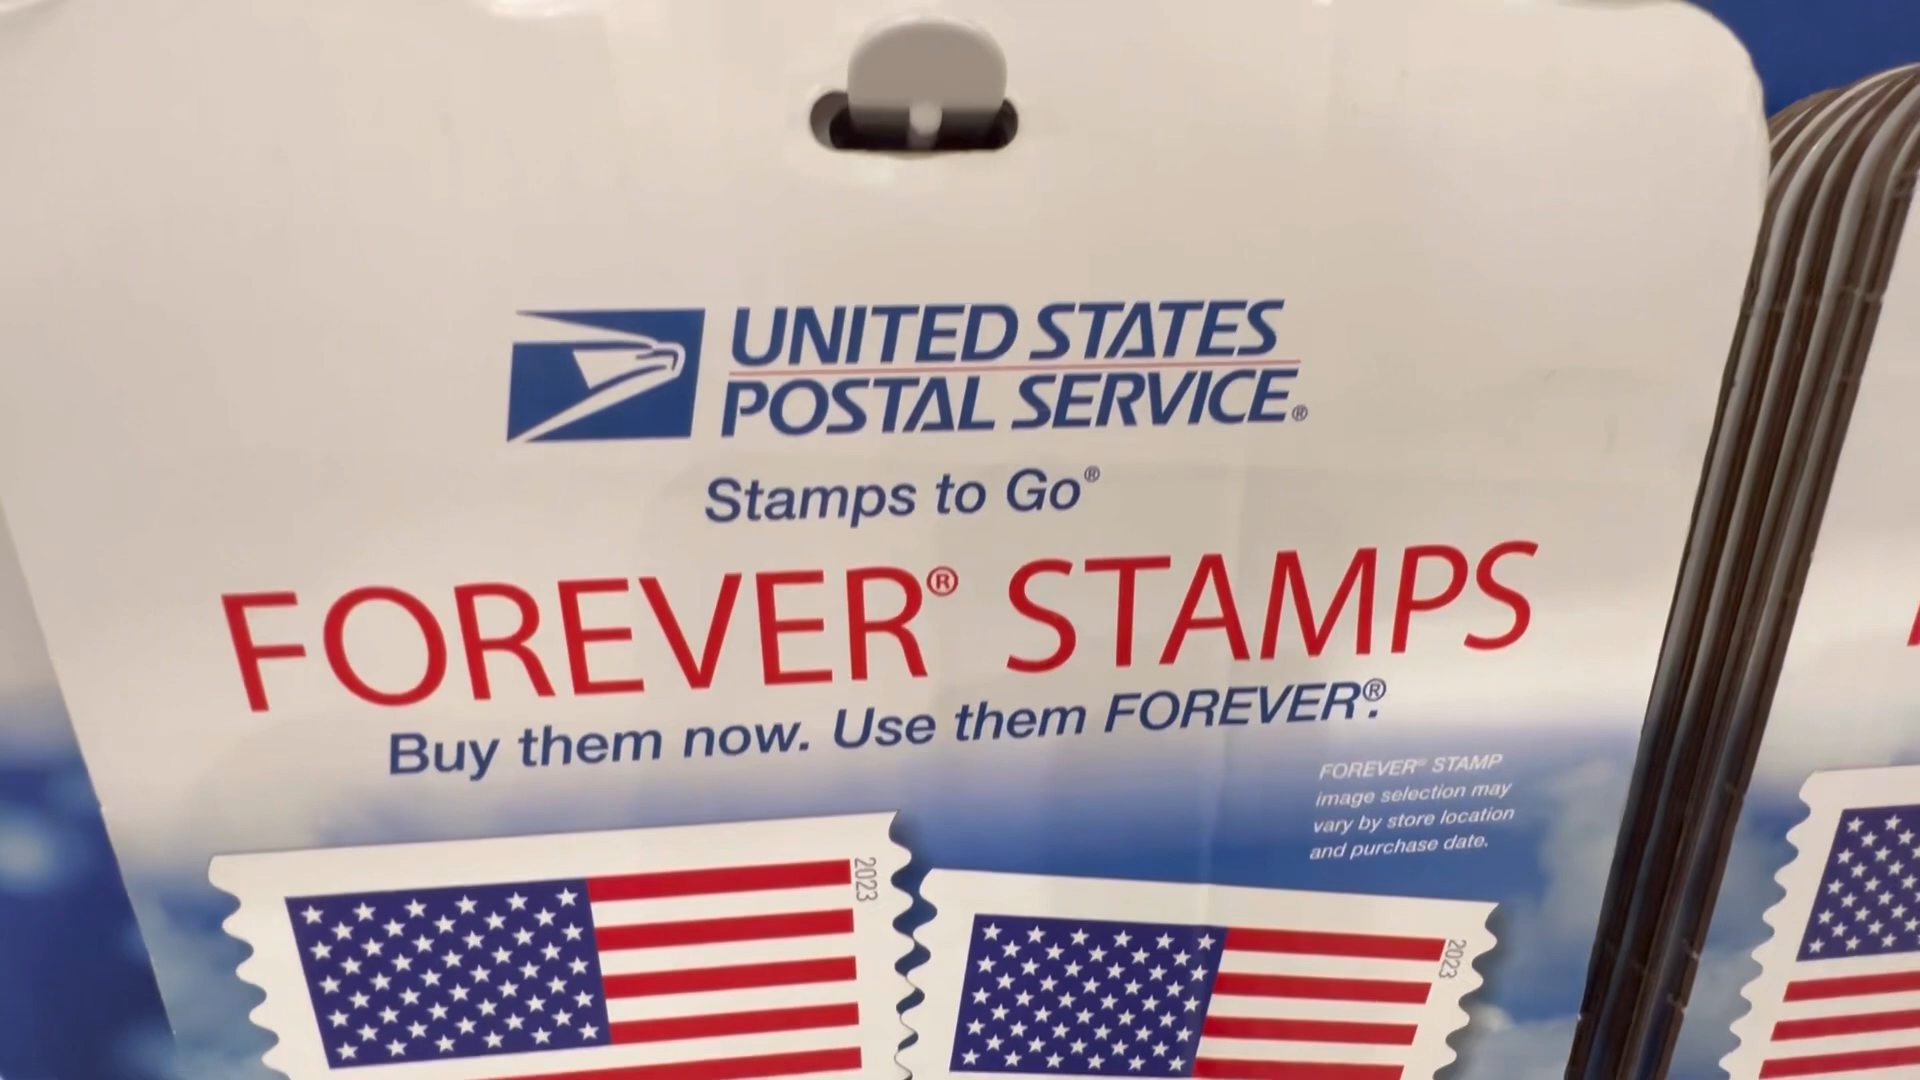 UNITED STATES
POSTAL SERVICE®
Stamps to Go®
FOREVER® STAMPS
Buy them now. Use them FOREVER®.
FOREVER® STAMP
image selection may
vary by store location
and purchase date.
2023
2023